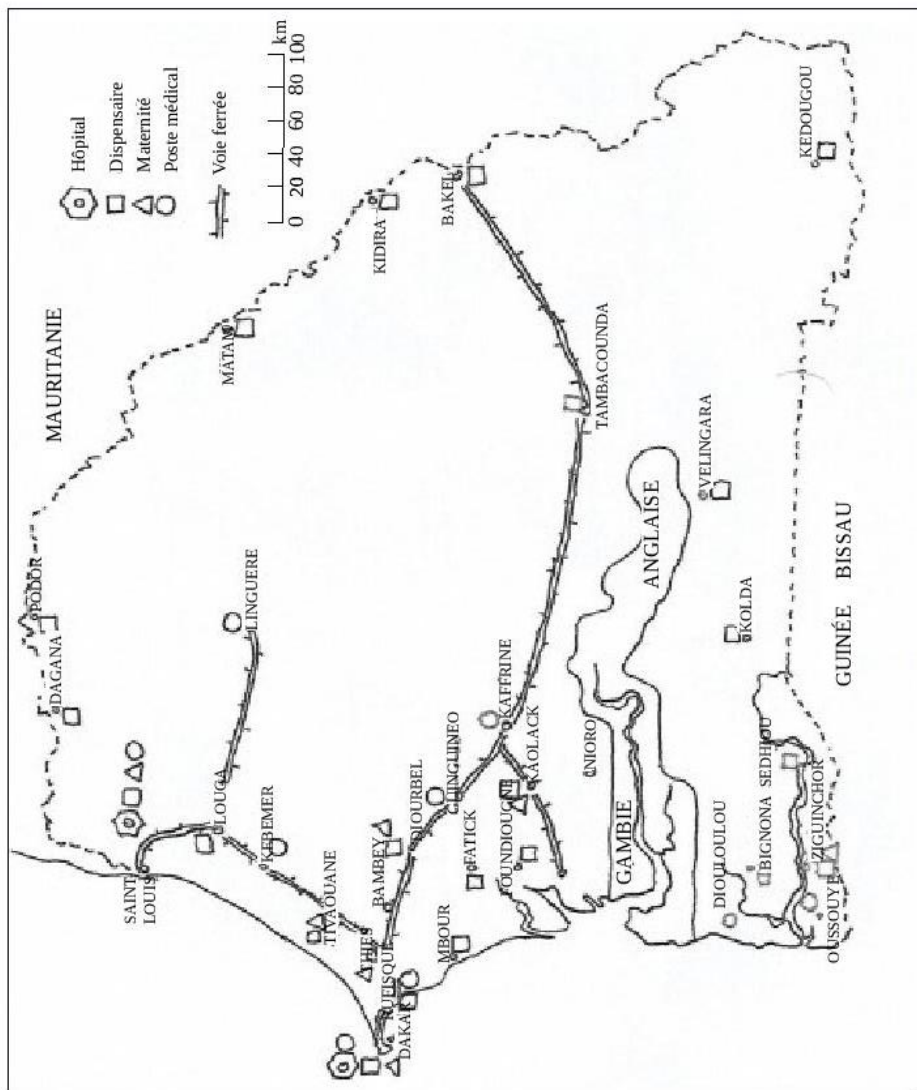 MAURITANIE
Hôpital
Dispensaire
Maternité
Poste médical
Voie ferrée
0 20 40 60 80 100
km
PODOR
DAGANA
SAINT
LOUIS
LOUGA
LINGUERE
KEBEMER
MATAM
KIDIRA
BAKEL
TIVAOUANE
THIES
BAMBEY
DIOURBEL
RUFISQUE
DAKAR
MBOUR
FATICK
GUINGUINEO
KAFFRINE
KAOLACK
FOUNDIOUGNE
NIORO
TAMBACOUNDA
GAMBIE
ANGLAISE
VELINGARA
KOLDA
KEDOUGOU
DIOULOULOU
BIGNONA
SEDHIOU
ZIGUINCHOR
OUSSOUYE
GUINÉE BISSAU